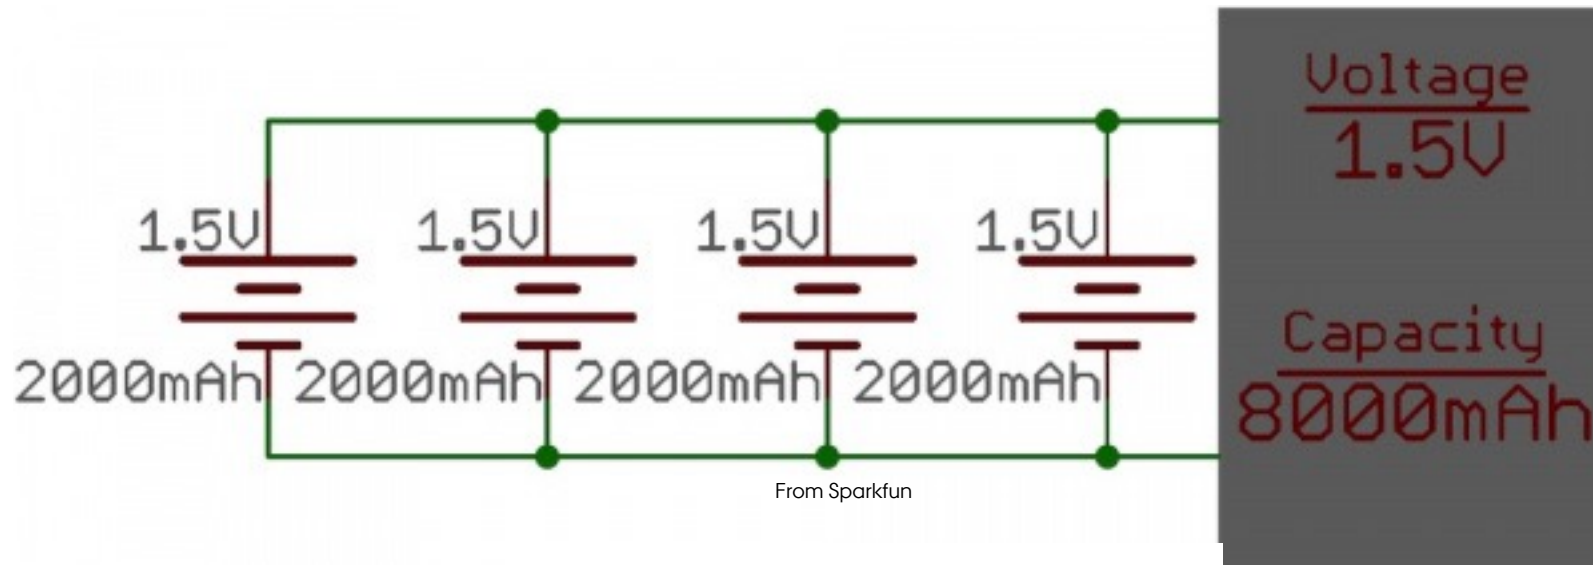 Voltage
1.5V
1.5V 1.5V 1.5V 1.5V
Capacity
2000mAh 2000mAh 2000mAh 2000mAh
8000mAh
From Sparkfun